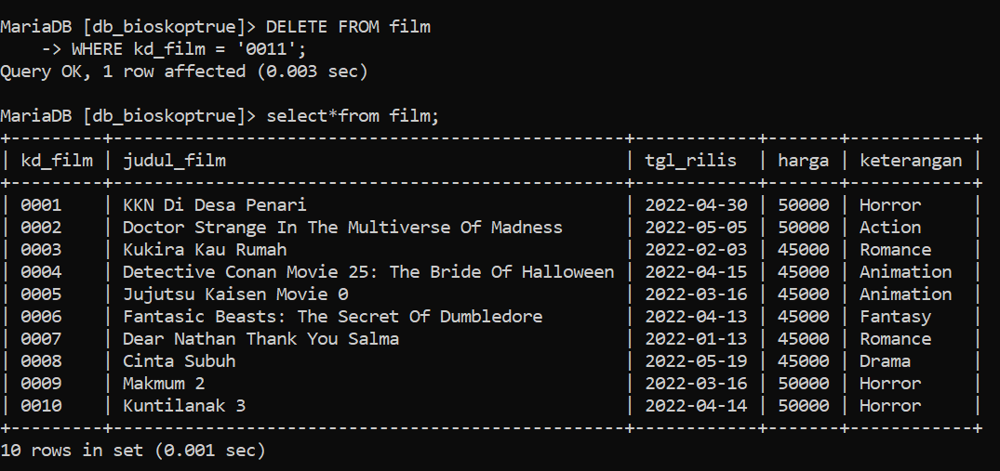 MariaDB [db_bioskoptrue]> DELETE FROM film
    -> WHERE kd_film = '0011';
Query OK, 1 row affected (0.003 sec)

MariaDB [db_bioskoptrue]> select*from film;
+---------+--------------------------------------------------+------------+-------+------------+
| kd_film | judul_film                                       | tgl_rilis  | harga | keterangan |
+---------+--------------------------------------------------+------------+-------+------------+
| 0001    | KKN Di Desa Penari                               | 2022-04-30 | 50000 | Horror     |
| 0002    | Doctor Strange In The Multiverse Of Madness      | 2022-05-05 | 50000 | Action     |
| 0003    | Kukira Kau Rumah                                 | 2022-02-03 | 45000 | Romance    |
| 0004    | Detective Conan Movie 25: The Bride Of Halloween | 2022-04-15 | 45000 | Animation  |
| 0005    | Jujutsu Kaisen Movie 0                           | 2022-03-16 | 45000 | Animation  |
| 0006    | Fantasic Beasts: The Secret Of Dumbledore        | 2022-04-13 | 45000 | Fantasy    |
| 0007    | Dear Nathan Thank You Salma                      | 2022-01-13 | 45000 | Romance    |
| 0008    | Cinta Subuh                                      | 2022-05-19 | 45000 | Drama      |
| 0009    | Makmum 2                                         | 2022-03-16 | 50000 | Horror     |
| 0010    | Kuntilanak 3                                     | 2022-04-14 | 50000 | Horror     |
+---------+--------------------------------------------------+------------+-------+------------+
10 rows in set (0.001 sec)